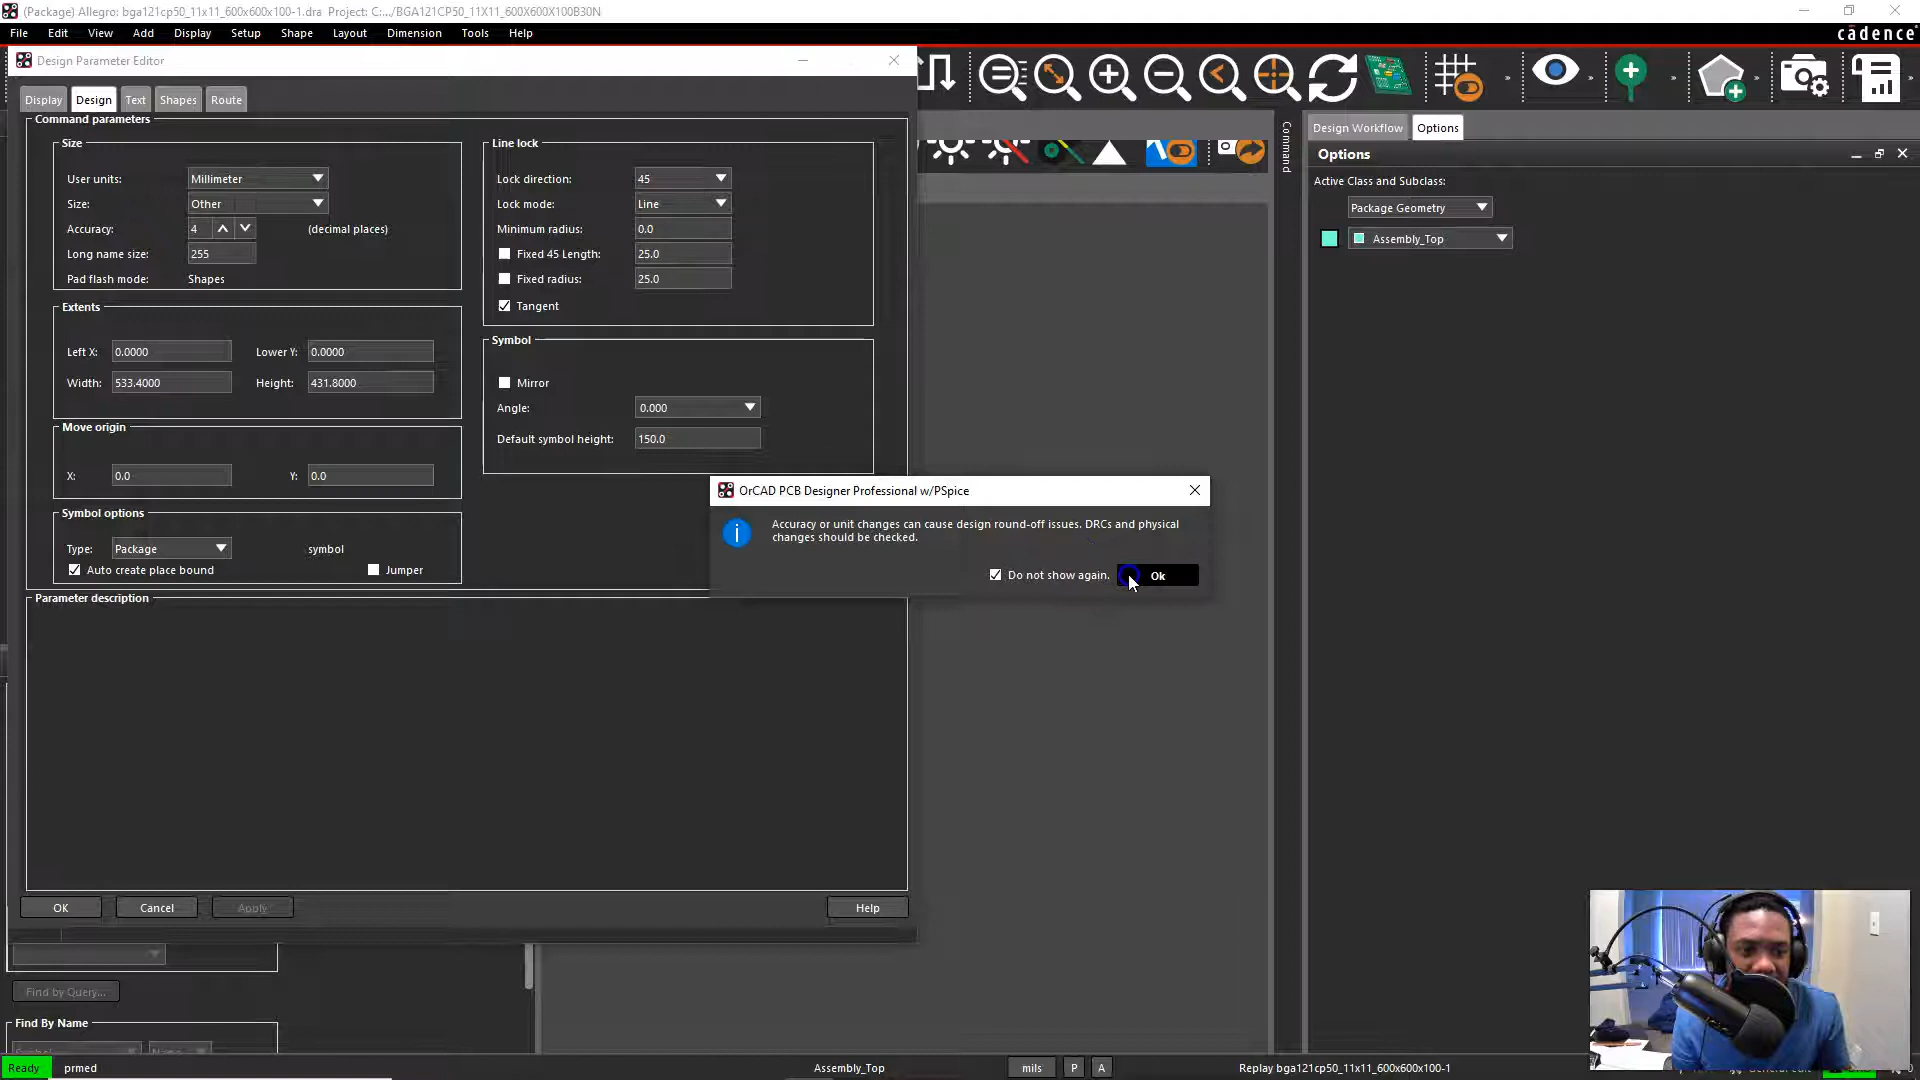 (Package) Allegro: bga121cp50_11x11_600x600x100-1.dra Project: C:.../BGA121CP50_11X11_600X600X100B30N
File Edit View Add Display Setup Shape Layout Dimension Tools Help
cadence
Design Parameter Editor
Display Design Text Shapes Route
Command parameters
Size
User units: Millimeter
Size: Other
Accuracy: 4 (decimal places)
Long name size: 255
Pad flash mode: Shapes
Extents
Left X: 0.0000 Lower Y: 0.0000
Width: 533.4000 Height: 431.8000
Move origin
X: 0.0 Y: 0.0
Symbol options
Type: Package symbol
Auto create place bound Jumper
Line lock
Lock direction: 45
Lock mode: Line
Minimum radius: 0.0
Fixed 45 Length: 25.0
Fixed radius: 25.0
Tangent
Symbol
Mirror
Angle: 0.000
Default symbol height: 150.0
Parameter description
OK Cancel Apply Help
OrCAD PCB Designer Professional w/PSpice
Accuracy or unit changes can cause design round-off issues. DRCs and physical
changes should be checked.
Do not show again. Ok
Command
Design Workflow Options
Options
Active Class and Subclass:
Package Geometry
Assembly_Top
Find by Query...
Find By Name
Ready prmed Assembly_Top mils P A Replay bga121cp50_11x11_600x600x100-1